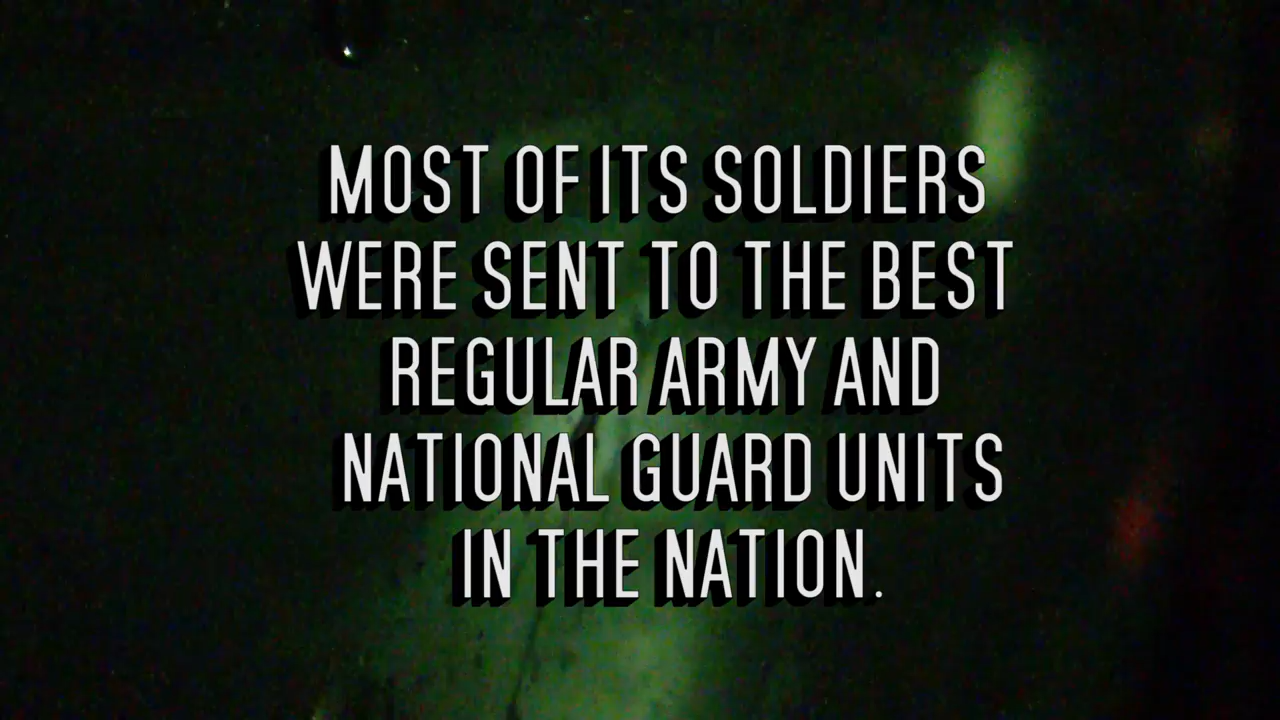 MOST OF ITS SOLDIERS
WERE SENT TO THE BEST
REGULAR ARMY AND
NATIONAL GUARD UNITS
IN THE NATION.